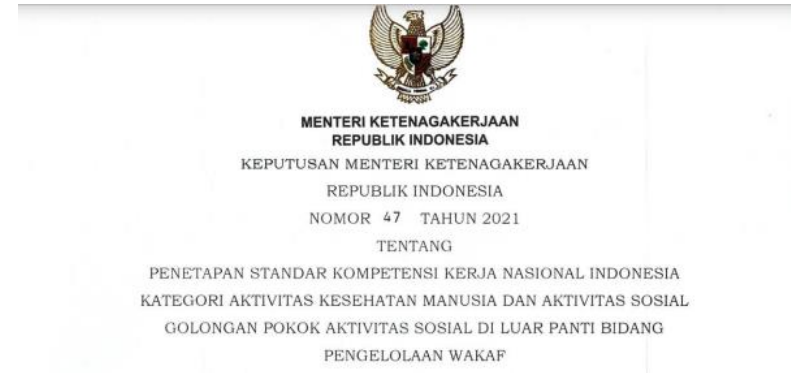 MENTERI KETENAGAKERJAAN
REPUBLIK INDONESIA
KEPUTUSAN MENTERI KETENAGAKERJAAN
REPUBLIK INDONESIA
NOMOR 47 TAHUN 2021
TENTANG
PENETAPAN STANDAR KOMPETENSI KERJA NASIONAL INDONESIA
KATEGORI AKTIVITAS KESEHATAN MANUSIA DAN AKTIVITAS SOSIAL
GOLONGAN POKOK AKTIVITAS SOSIAL DI LUAR PANTI BIDANG
PENGELOLAAN WAKAF